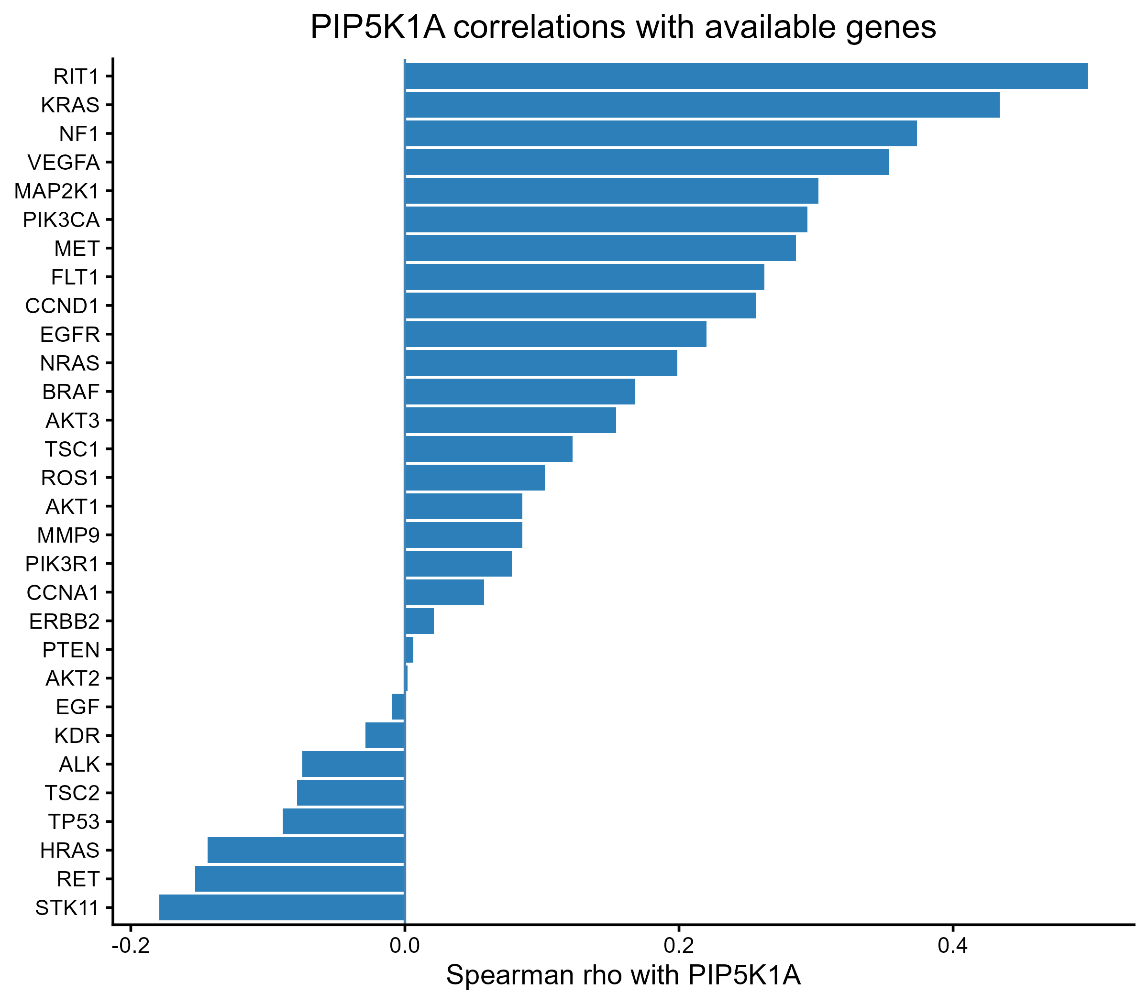 PIP5K1A correlations with available genes
RIT1
KRAS
NF1
VEGFA
MAP2K1
PIK3CA
MET
FLT1
CCND1
EGFR
NRAS
BRAF
AKT3
TSC1
ROS1
AKT1
MMP9
PIK3R1
CCNA1
ERBB2
PTEN
AKT2
EGF
KDR
ALK
TSC2
TP53
HRAS
RET
STK11
-0.2 0.0 0.2 0.4
Spearman rho with PIP5K1A